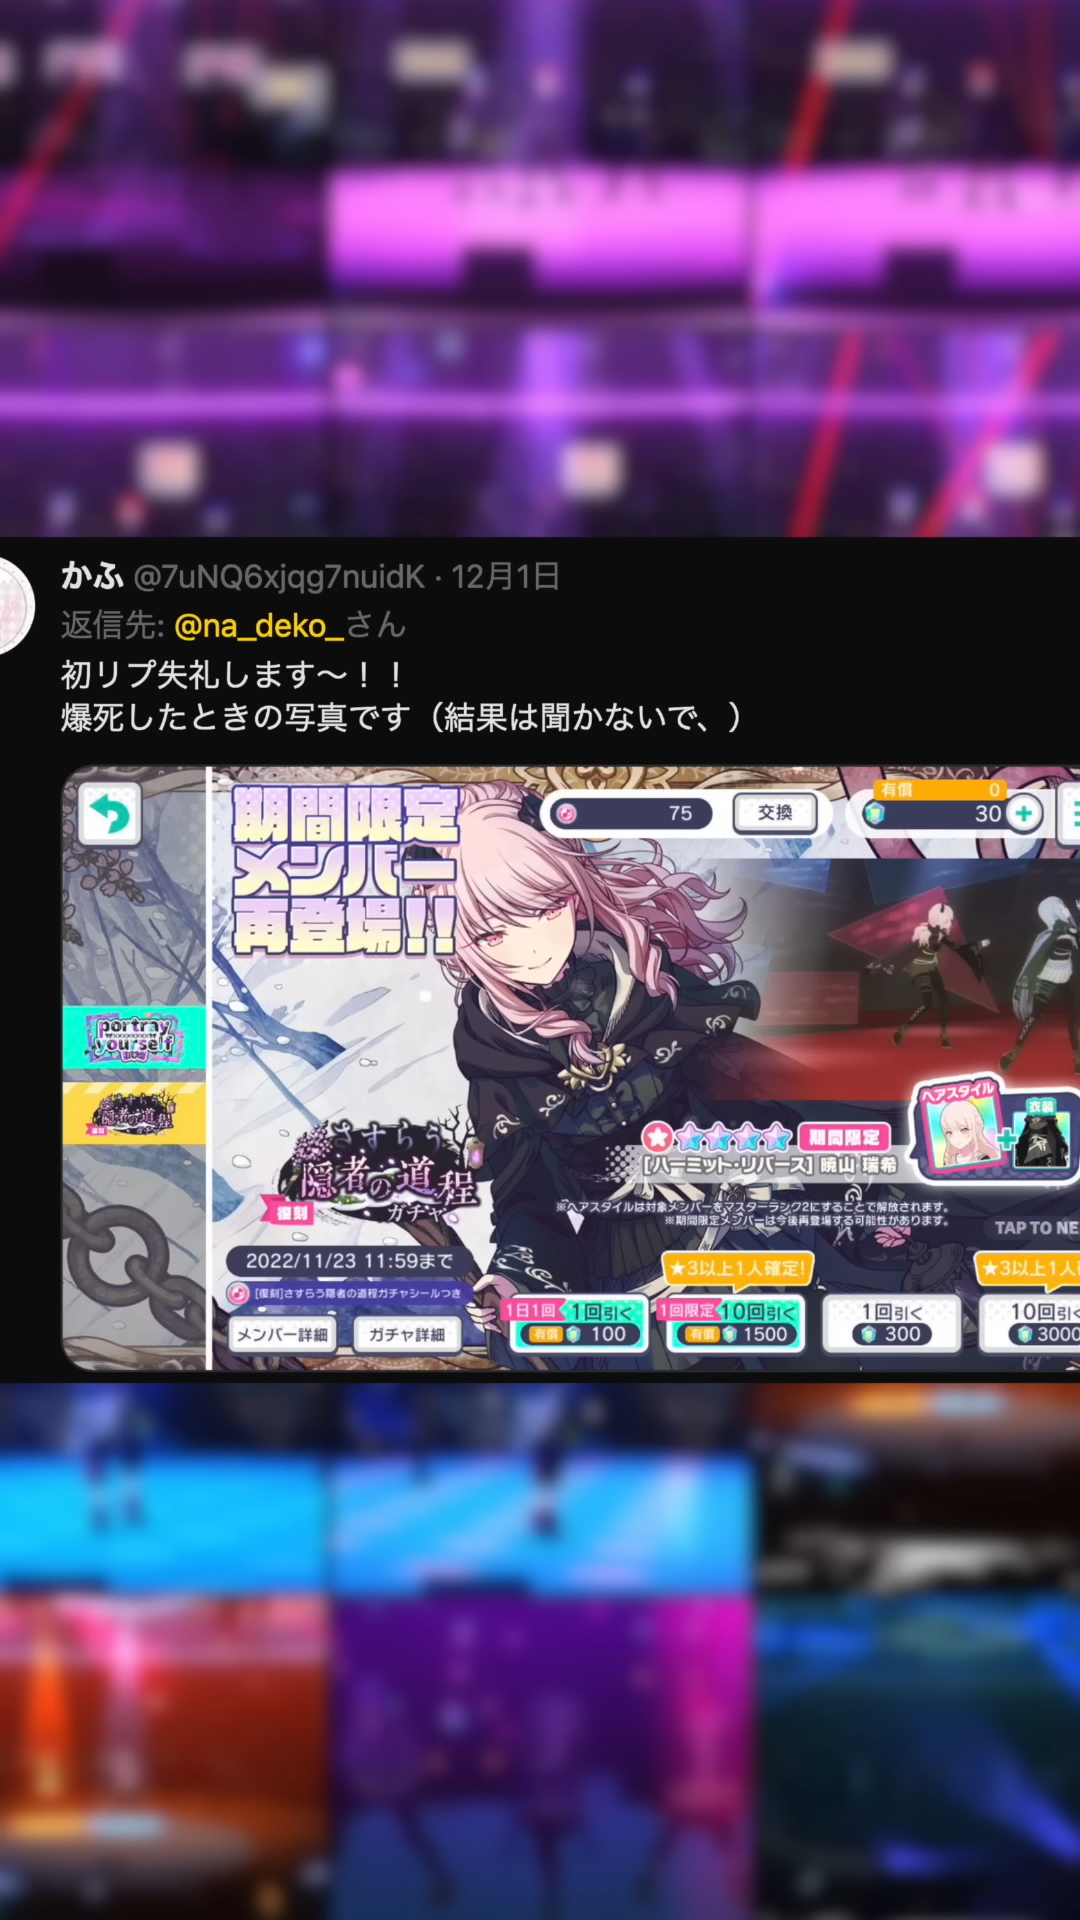 かふ @7uNQ6xjqg7nuidK · 12月1日
返信先: @na_deko_さん
初リプ失礼します〜！！
爆死したときの写真です（結果は聞かないで、）
期間限定
メンバー
再登場!!
75
交換
有償 0
30
portray
yourself
隠者の道程
さすらう
隠者の道程
ガチャ
復刻
2022/11/23 11:59まで
[復刻]さすらう隠者の道程ガチャシールつき
メンバー詳細
ガチャ詳細
期間限定
[ハーミット・リバース] 暁山 瑞希
ヘアスタイル
衣装
※ヘアスタイルは対象メンバーをマスターランク2にすることで解放されます。
※期間限定メンバーは今後再登場する可能性があります。
TAP TO NE
★3以上1人確定!
★3以上1人
1日1回 1回引く
有償 100
1回限定 10回引く
有償 1500
1回引く
300
10回引く
3000